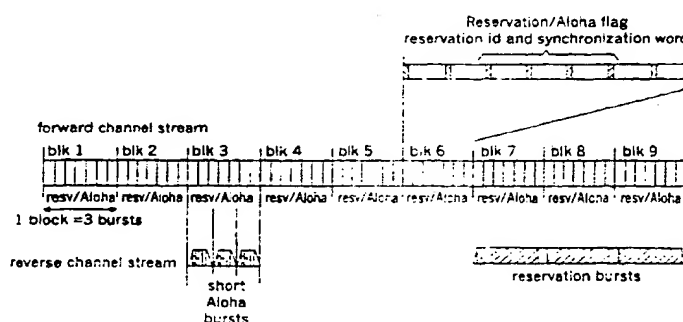 Reservation/Aloha flag
reservation id and synchronization word
forward channel stream
blk 1 blk 2 blk 3 blk 4 blk 5 blk 6 blk 7 blk 8 blk 9
resv/Aloha resv/Aloha resv/Aloha resv/Aloha resv/Aloha resv/Aloha resv/Aloha resv/Aloha resv/Aloha
1 block =3 bursts
reverse channel stream
short
Aloha
bursts
reservation bursts